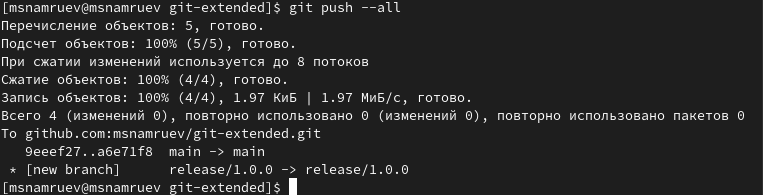 [msnamruev@msnamruev git-extended]$ git push --all
Перечисление объектов: 5, готово.
Подсчет объектов: 100% (5/5), готово.
При сжатии изменений используется до 8 потоков
Сжатие объектов: 100% (4/4), готово.
Запись объектов: 100% (4/4), 1.97 КиБ | 1.97 МиБ/с, готово.
Всего 4 (изменений 0), повторно использовано 0 (изменений 0), повторно использовано пакетов 0
To github.com:msnamruev/git-extended.git
   9eeef27..a6e71f8  main -> main
 * [new branch]      release/1.0.0 -> release/1.0.0
[msnamruev@msnamruev git-extended]$